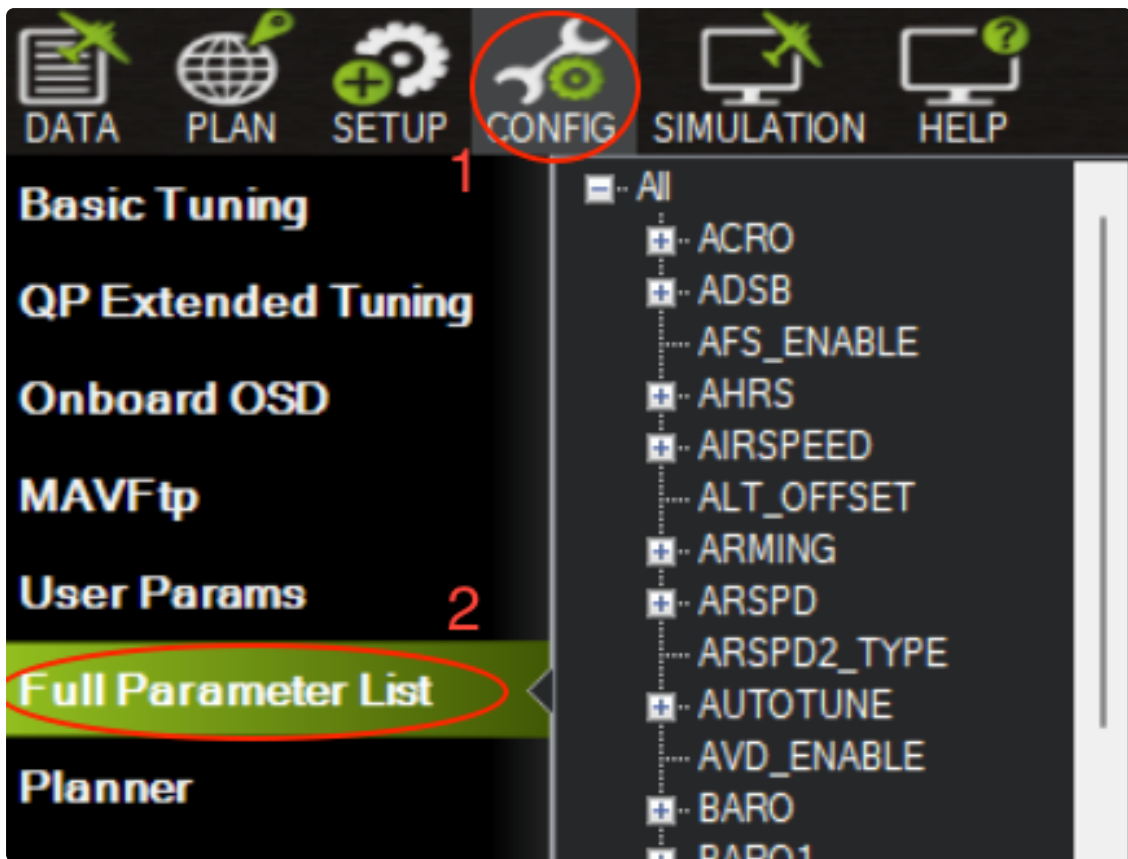 DATA PLAN SETUP CONFIG SIMULATION HELP
1
Basic Tuning
QP Extended Tuning
Onboard OSD
MAVFtp
User Params
2
Full Parameter List
Planner
All
ACRO
ADSB
AFS_ENABLE
AHRS
AIRSPEED
ALT_OFFSET
ARMING
ARSPD
ARSPD2_TYPE
AUTOTUNE
AVD_ENABLE
BARO
BARO1